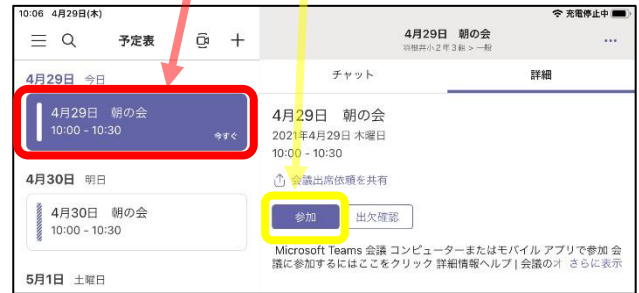 10:06 4月29日(木)
充電停止中
予定表
4月29日 朝の会
羽根井小2年3組 > 一般
チャット
詳細
4月29日 今日
4月29日 朝の会
10:00 - 10:30
今すぐ
4月30日 明日
4月30日 朝の会
10:00 - 10:30
5月1日 土曜日
4月29日 朝の会
2021年4月29日 木曜日
10:00 - 10:30
会議出席依頼を共有
参加
出欠確認
Microsoft Teams 会議 コンピューターまたはモバイル アプリで参加 会
議に参加するにはここをクリック 詳細情報ヘルプ | 会議のオ さらに表示